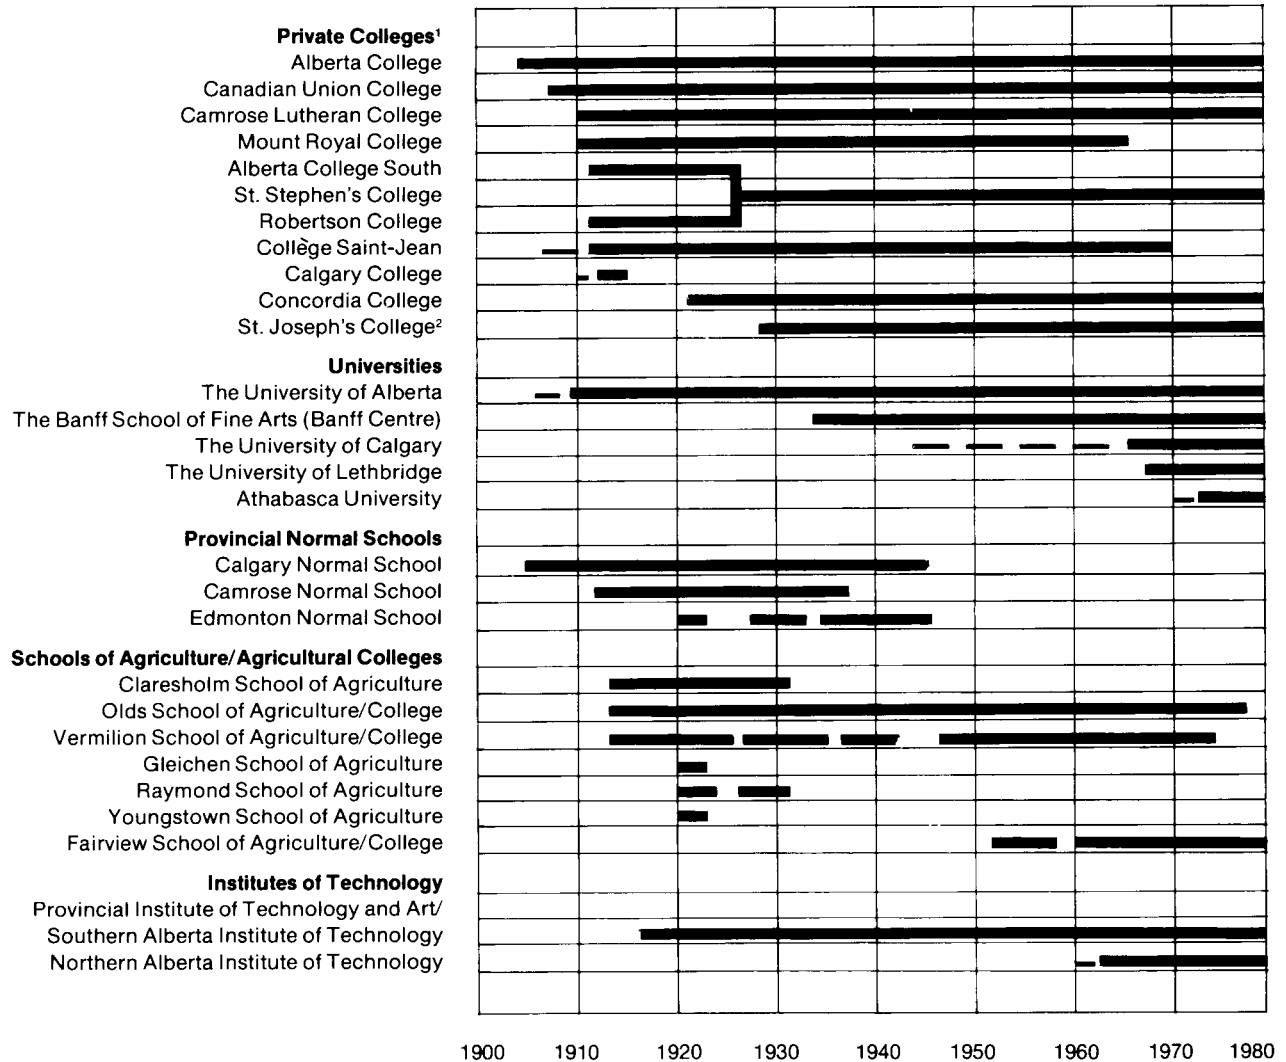 Private Colleges¹
Alberta College
Canadian Union College
Camrose Lutheran College
Mount Royal College
Alberta College South
St. Stephen's College
Robertson College
Collège Saint-Jean
Calgary College
Concordia College
St. Joseph's College²
Universities
The University of Alberta
The Banff School of Fine Arts (Banff Centre)
The University of Calgary
The University of Lethbridge
Athabasca University
Provincial Normal Schools
Calgary Normal School
Camrose Normal School
Edmonton Normal School
Schools of Agriculture/Agricultural Colleges
Claresholm School of Agriculture
Olds School of Agriculture/College
Vermilion School of Agriculture/College
Gleichen School of Agriculture
Raymond School of Agriculture
Youngstown School of Agriculture
Fairview School of Agriculture/College
Institutes of Technology
Provincial Institute of Technology and Art/
Southern Alberta Institute of Technology
Northern Alberta Institute of Technology
1900 1910 1920 1930 1940 1950 1960 1970 1980